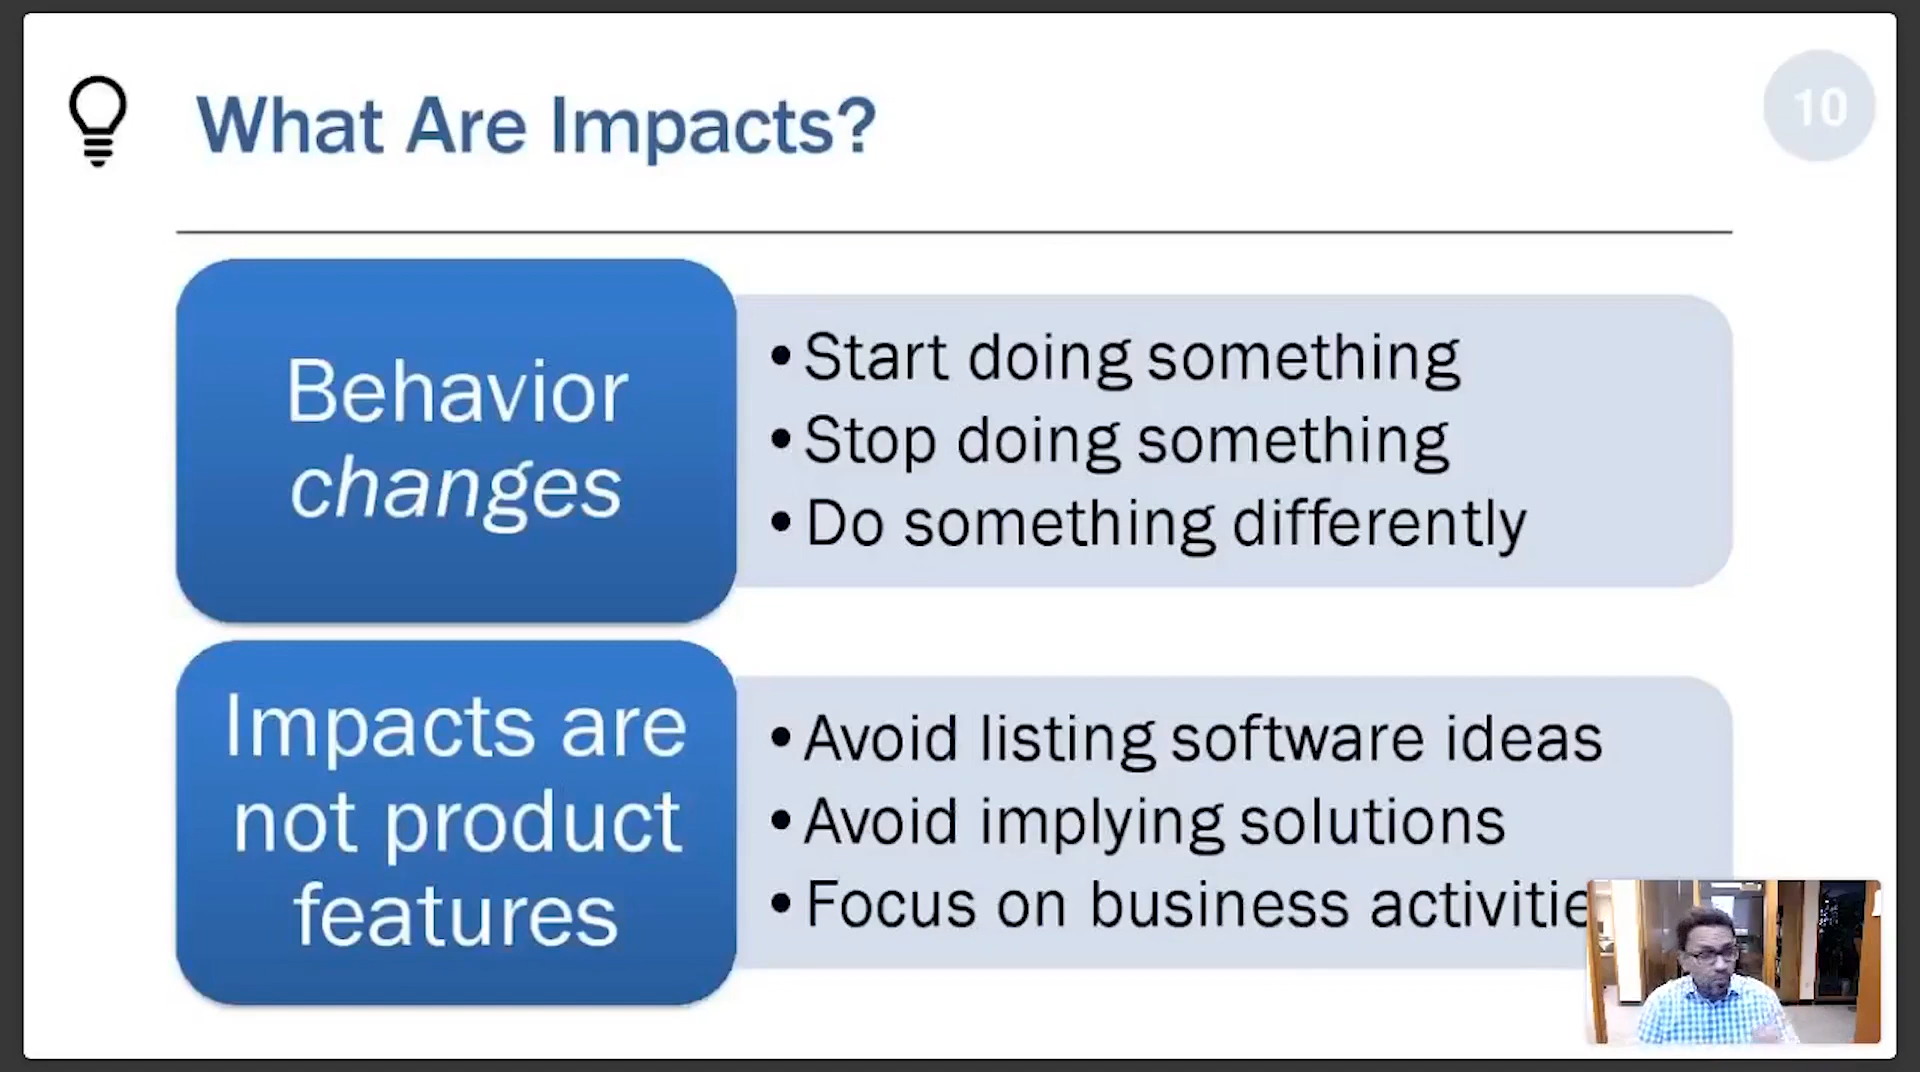 What Are Impacts?
10
Behavior
changes
• Start doing something
• Stop doing something
• Do something differently
Impacts are
not product
features
• Avoid listing software ideas
• Avoid implying solutions
• Focus on business activitie